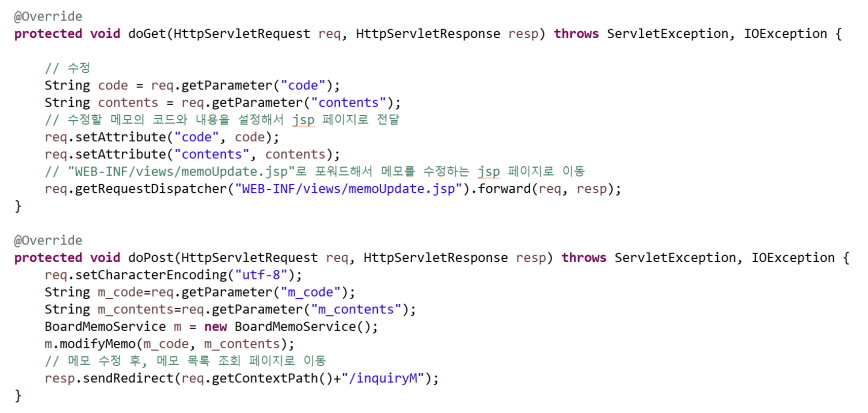 @Override
protected void doGet(HttpServletRequest req, HttpServletResponse resp) throws ServletException, IOException {
// 수정
String code = req.getParameter("code");
String contents = req.getParameter("contents");
// 수정할 메모의 코드와 내용을 설정해서 jsp 페이지로 전달
req.setAttribute("code", code);
req.setAttribute("contents", contents);
// "WEB-INF/views/memoUpdate.jsp"로 포워드해서 메모를 수정하는 jsp 페이지로 이동
req.getRequestDispatcher("WEB-INF/views/memoUpdate.jsp").forward(req, resp);
}
@Override
protected void doPost(HttpServletRequest req, HttpServletResponse resp) throws ServletException, IOException {
req.setCharacterEncoding("utf-8");
String m_code=req.getParameter("m_code");
String m_contents=req.getParameter("m_contents");
BoardMemoService m = new BoardMemoService();
m.modifyMemo(m_code, m_contents);
// 메모 수정 후, 메모 목록 조회 페이지로 이동
resp.sendRedirect(req.getContextPath()+"/inquiryM");
}